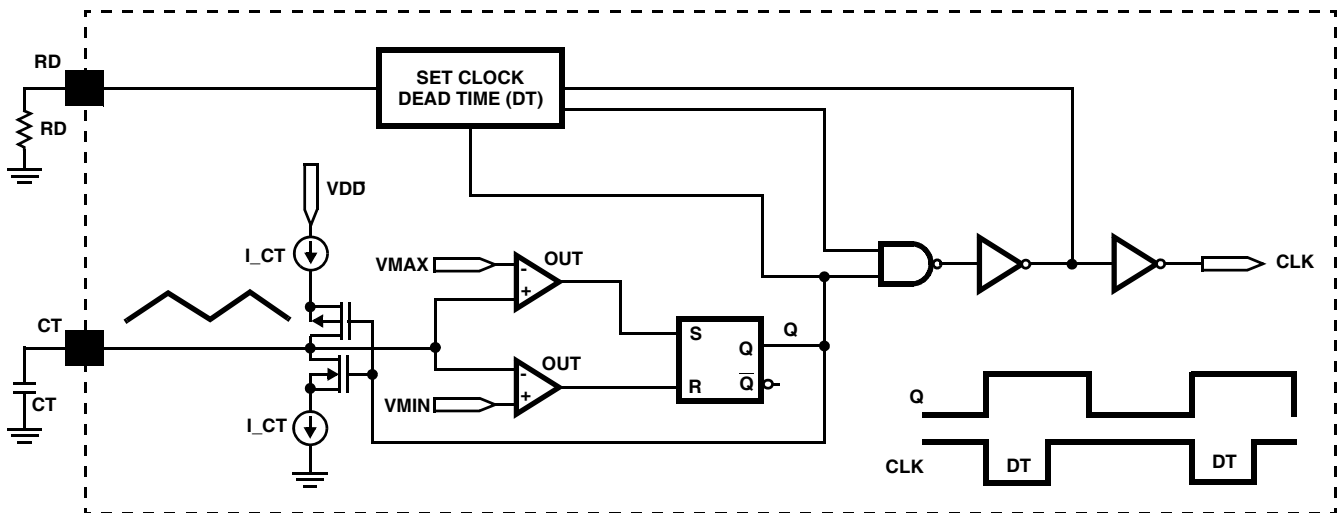 RD
SET CLOCK
DEAD TIME (DT)
RD
VDD
I_CT
VMAX
-
+
OUT
CLK
CT
S
Q
Q
OUT
-
+
R
Q
CT
VMIN
I_CT
Q
CLK
DT
DT